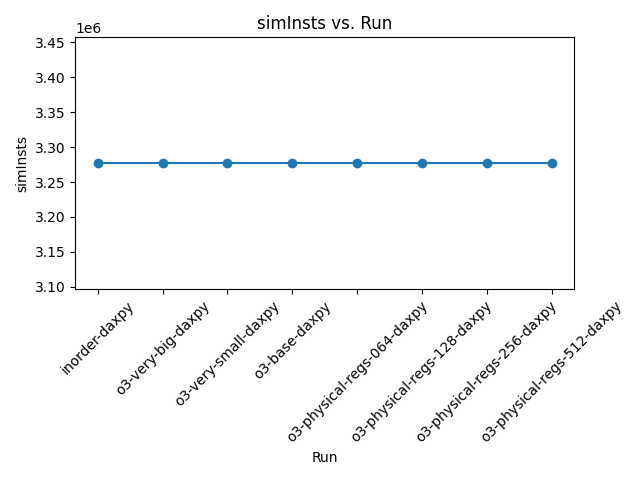 simInsts vs. Run
1e6
3.45
3.40
3.35
3.30
3.25
3.20
3.15
3.10
simInsts
inorder-daxpy
o3-very-big-daxpy
o3-very-small-daxpy
o3-base-daxpy
o3-physical-regs-064-daxpy
o3-physical-regs-128-daxpy
o3-physical-regs-256-daxpy
o3-physical-regs-512-daxpy
Run